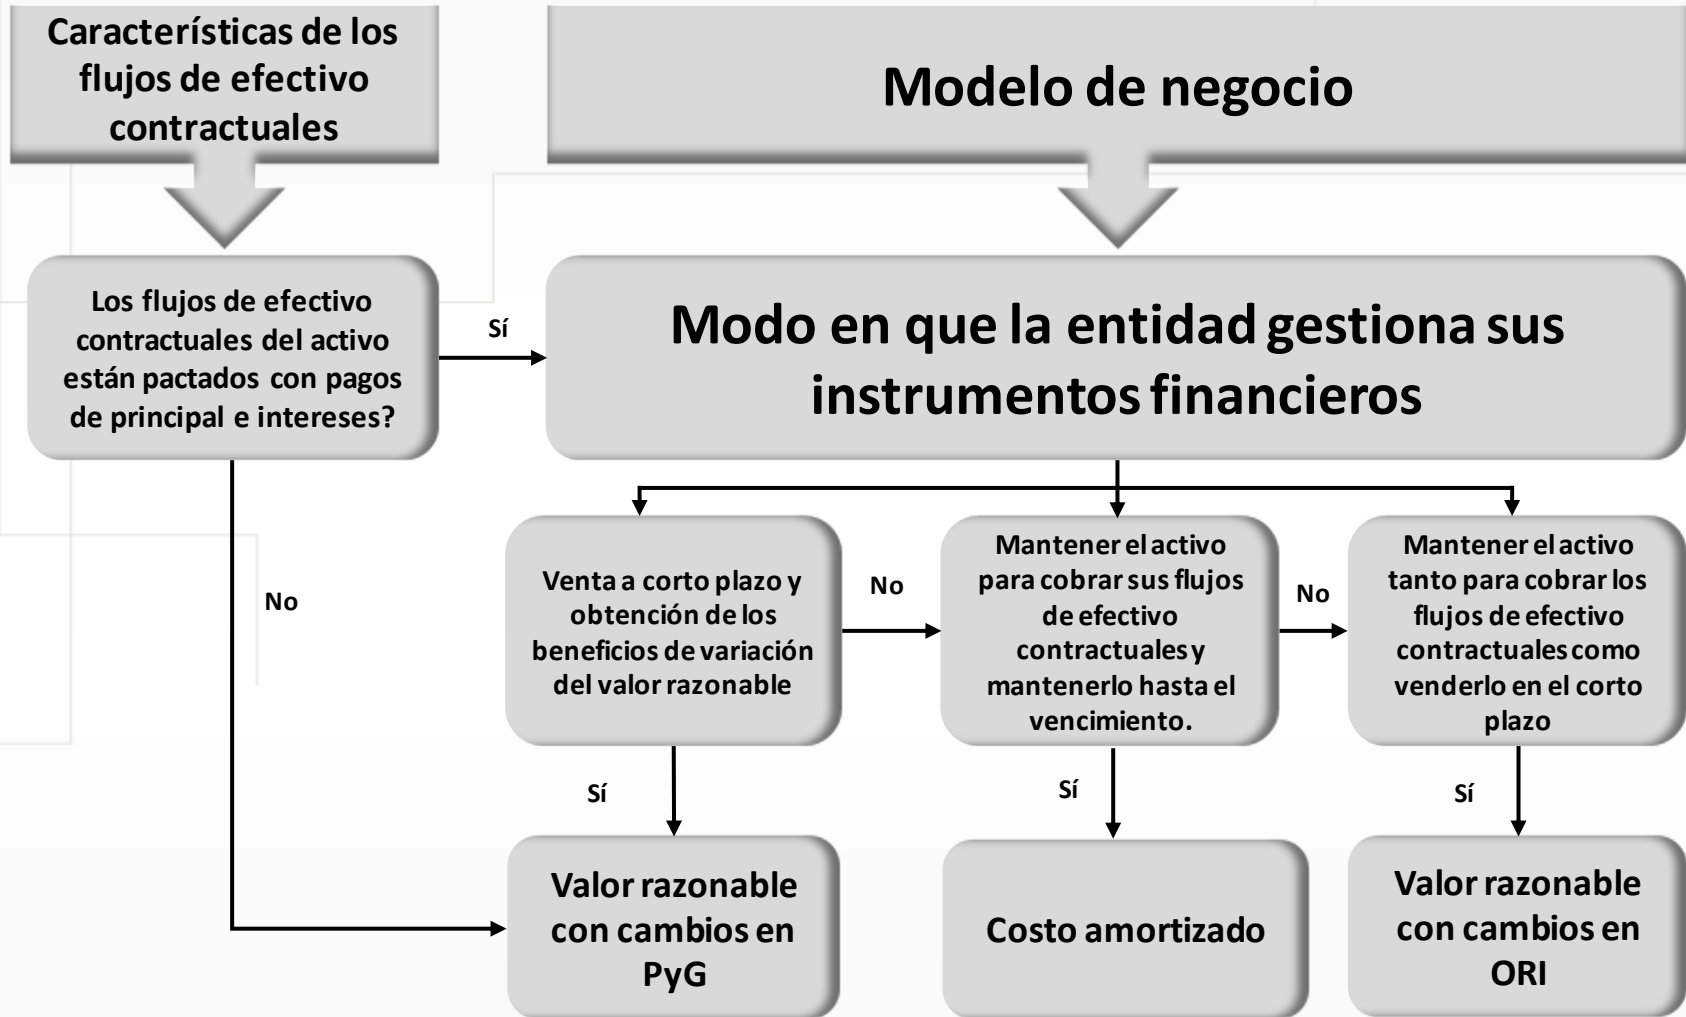 Características de los
flujos de efectivo
contractuales
Modelo de negocio
Los flujos de efectivo
contractuales del activo
están pactados con pagos
de principal e intereses?
Sí
Modo en que la entidad gestiona sus
instrumentos financieros
No
Venta a corto plazo y
obtención de los
beneficios de variación
del valor razonable
No
Mantener el activo
para cobrar sus flujos
de efectivo
contractuales y
mantenerlo hasta el
vencimiento.
No
Mantener el activo
tanto para cobrar los
flujos de efectivo
contractuales como
venderlo en el corto
plazo
Sí
Sí
Sí
Valor razonable
con cambios en
PyG
Costo amortizado
Valor razonable
con cambios en
ORI